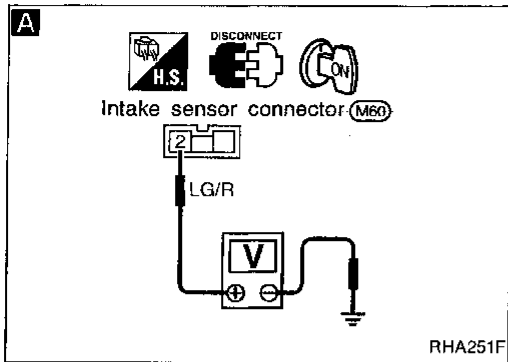 A
DISCONNECT
H.S.
ON
Intake sensor connector M60
2
LG/R
V
RHA251F